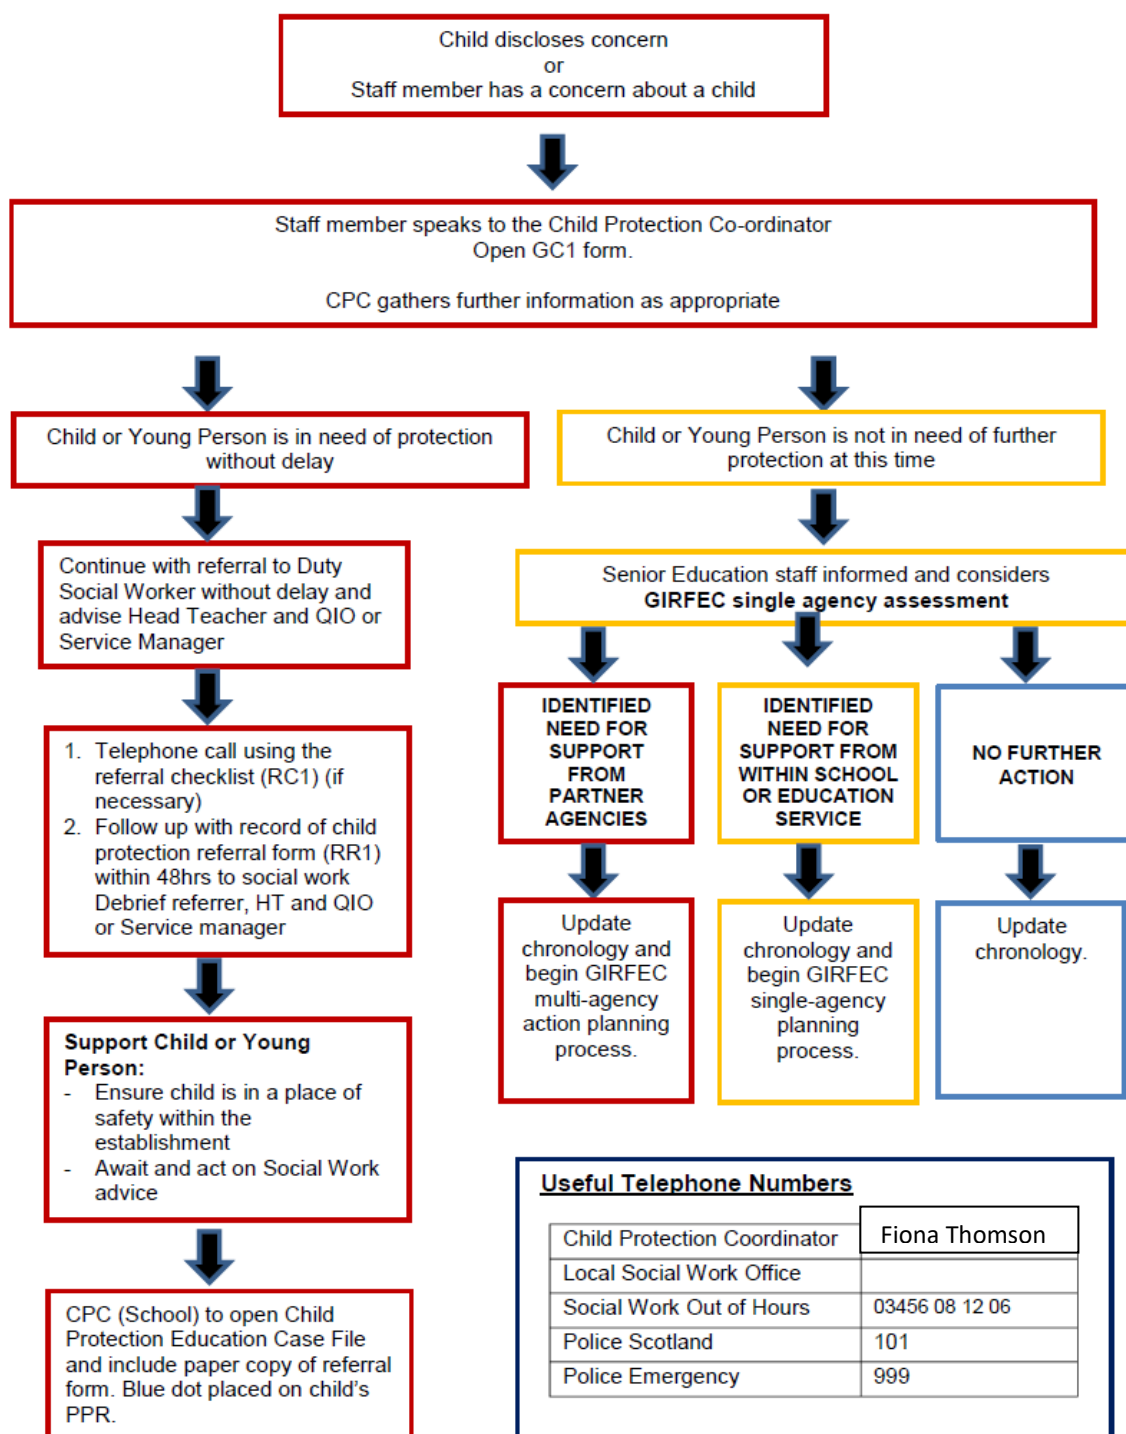 Child discloses concern
or
Staff member has a concern about a child
Staff member speaks to the Child Protection Co-ordinator
Open GC1 form.
CPC gathers further information as appropriate
Child or Young Person is in need of protection
without delay
Child or Young Person is not in need of further
protection at this time
Continue with referral to Duty
Social Worker without delay and
advise Head Teacher and QIO or
Service Manager
Senior Education staff informed and considers
GIRFEC single agency assessment
1. Telephone call using the
referral checklist (RC1) (if
necessary)
2. Follow up with record of child
protection referral form (RR1)
within 48hrs to social work
Debrief referrer, HT and QIO
or Service manager
IDENTIFIED
NEED FOR
SUPPORT
FROM
PARTNER
AGENCIES
IDENTIFIED
NEED FOR
SUPPORT FROM
WITHIN SCHOOL
OR EDUCATION
SERVICE
NO FURTHER
ACTION
Update
chronology and
begin GIRFEC
multi-agency
action planning
process.
Update
chronology and
begin GIRFEC
single-agency
planning
process.
Update
chronology.
Support Child or Young
Person:
- Ensure child is in a place of
safety within the
establishment
- Await and act on Social Work
advice
CPC (School) to open Child
Protection Education Case File
and include paper copy of referral
form. Blue dot placed on child's
PPR.
Useful Telephone Numbers
Child Protection Coordinator Fiona Thomson
Local Social Work Office
Social Work Out of Hours 03456 08 12 06
Police Scotland 101
Police Emergency 999